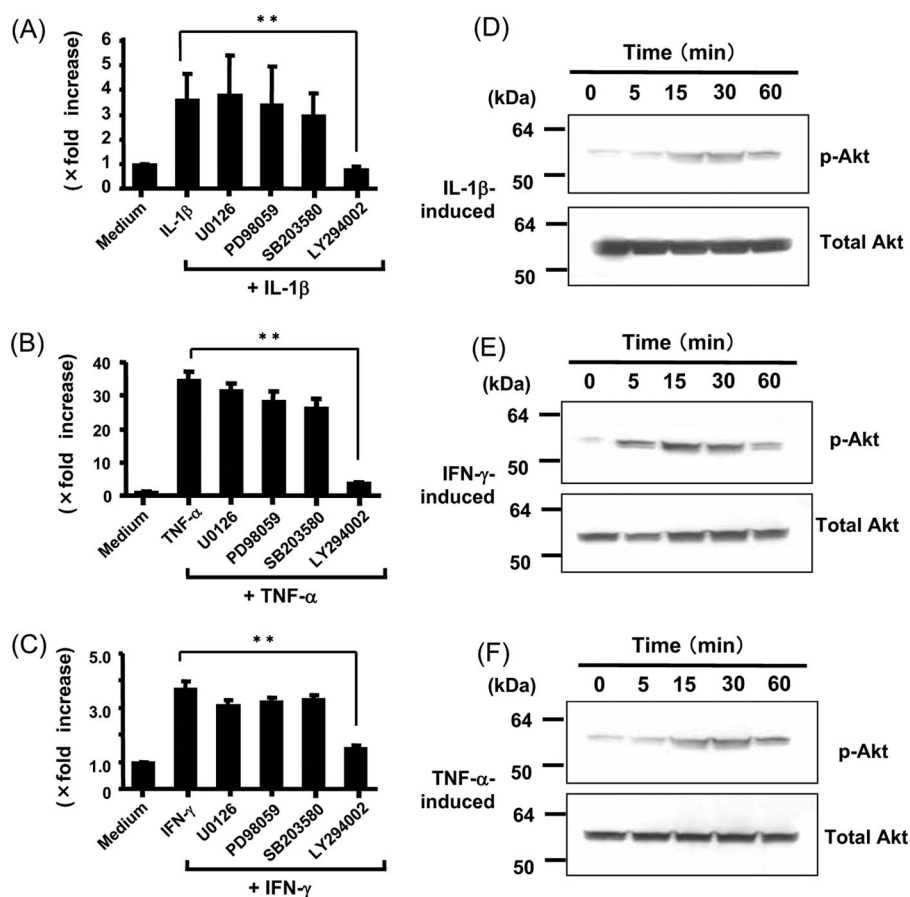 (A)
(×fold increase)
6
5
4
3
2
1
0
Medium
IL-1β
U0126
PD98059
SB203580
LY294002
+ IL-1β
**
(B)
(×fold increase)
40
30
20
10
0
Medium
TNF-α
U0126
PD98059
SB203580
LY294002
+ TNF-α
**
(C)
(×fold increase)
5.0
3.0
1.0
0
Medium
IFN-γ
U0126
PD98059
SB203580
LY294002
+ IFN-γ
**
(D)
Time (min)
(kDa) 0 5 15 30 60
64
50
p-Akt
IL-1β-
induced
64
50
Total Akt
(E)
Time (min)
(kDa) 0 5 15 30 60
64
50
p-Akt
IFN-γ-
induced
64
50
Total Akt
(F)
Time (min)
(kDa) 0 5 15 30 60
64
50
p-Akt
TNF-α-
induced
64
50
Total Akt